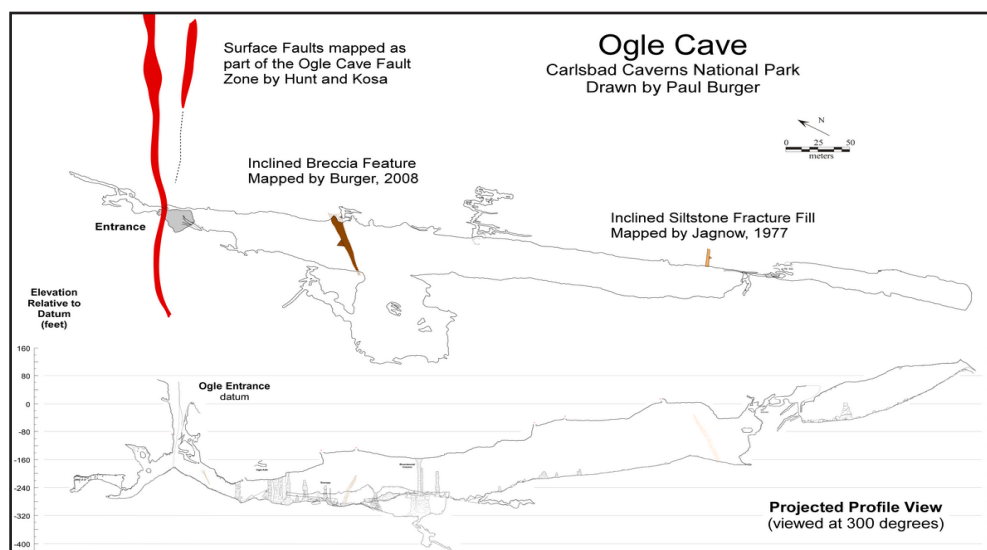 Surface Faults mapped as
part of the Ogle Cave Fault
Zone by Hunt and Kosa
Ogle Cave
Carlsbad Caverns National Park
Drawn by Paul Burger
N
0 25 50
meters
Inclined Breccia Feature
Mapped by Burger, 2008
Entrance
Inclined Siltstone Fracture Fill
Mapped by Jagnow, 1977
Elevation
Relative to
Datum
(feet)
160
80
0
-80
-160
-240
-320
-400
Ogle Entrance
datum
Projected Profile View
(viewed at 300 degrees)